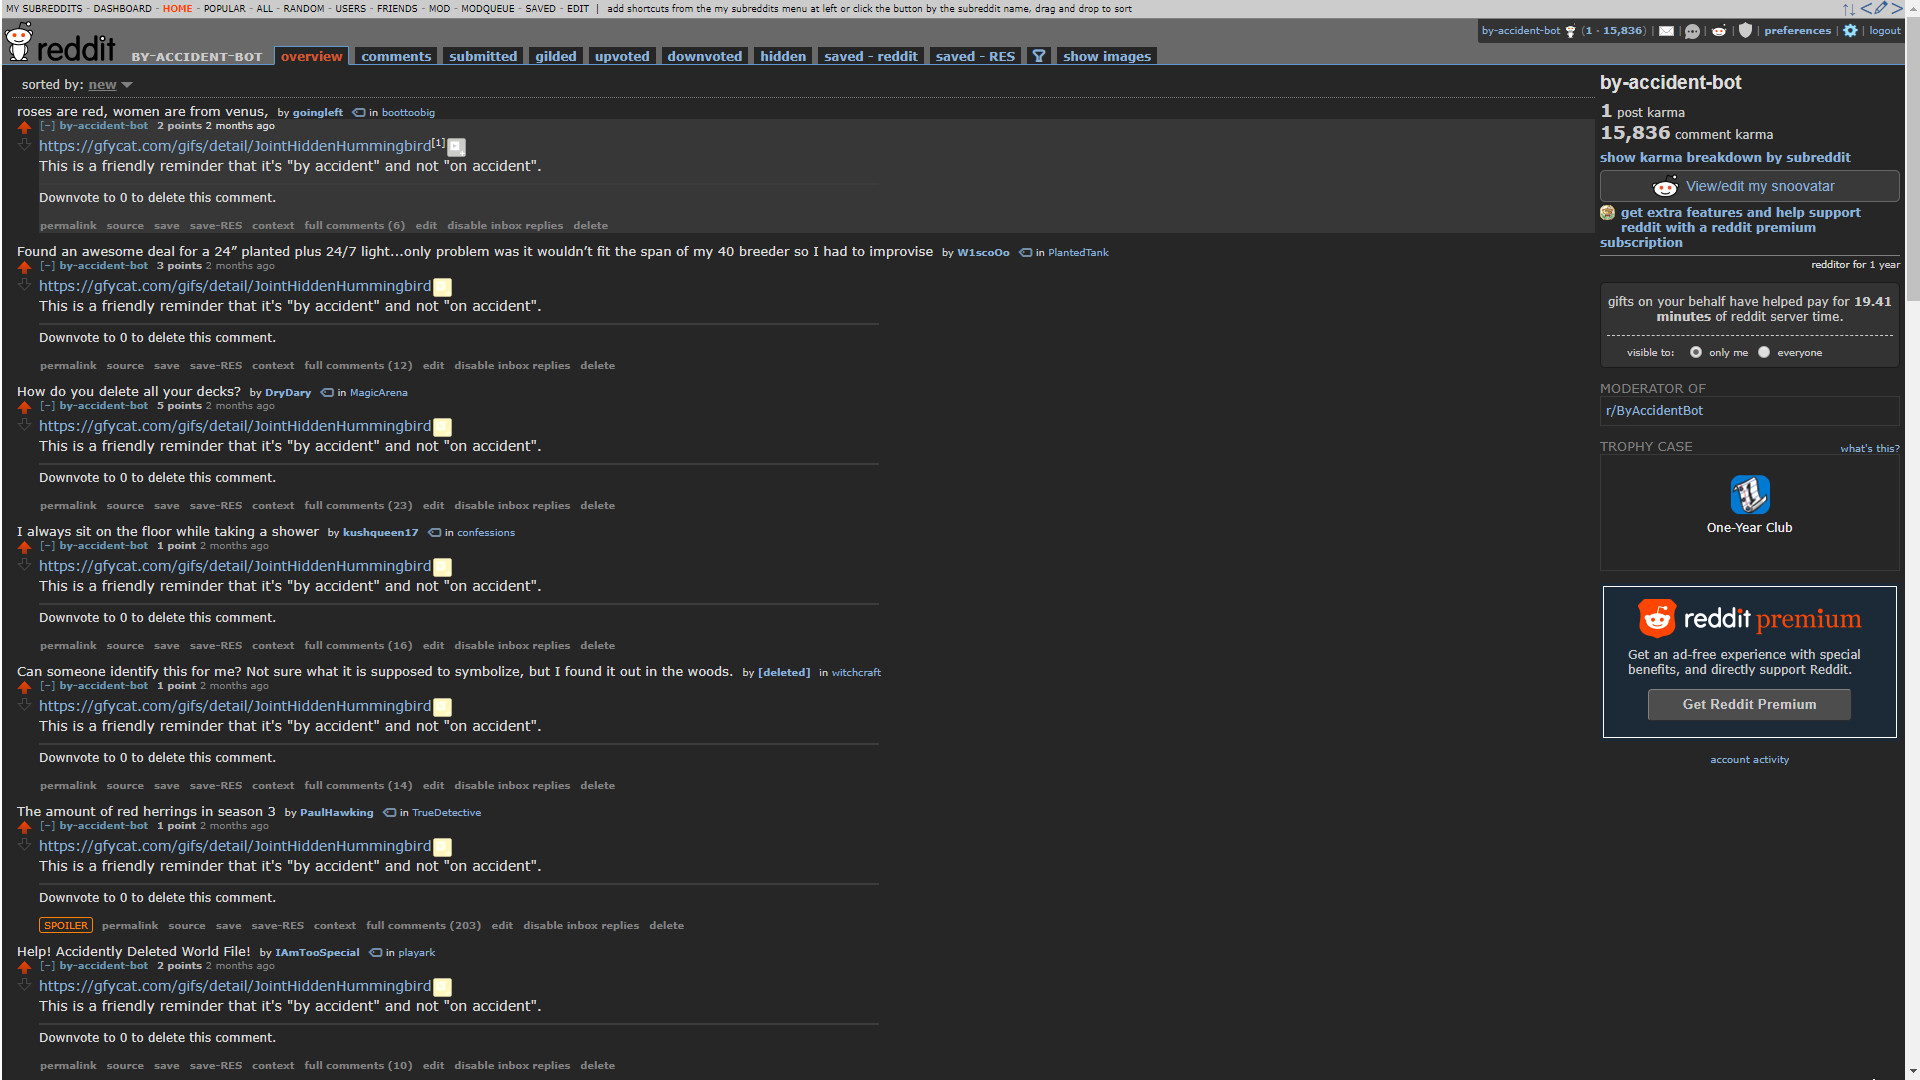 MY SUBREDDITS - DASHBOARD - HOME - POPULAR - ALL - RANDOM - USERS - FRIENDS - MOD - MODQUEUE - SAVED - EDIT | add shortcuts from the my subreddits menu at left or click the button by the subreddit name, drag and drop to sort
by-accident-bot (1 · 15,836) | | | | | preferences | | logout
reddit BY-ACCIDENT-BOT overview comments submitted gilded upvoted downvoted hidden saved - reddit saved - RES show images
sorted by: new
roses are red, women are from venus, by goingleft in boottoobig
[−] by-accident-bot 2 points 2 months ago
https://gfycat.com/gifs/detail/JointHiddenHummingbird[1]
This is a friendly reminder that it's "by accident" and not "on accident".
Downvote to 0 to delete this comment.
permalink source save save-RES context full comments (6) edit disable inbox replies delete
Found an awesome deal for a 24” planted plus 24/7 light...only problem was it wouldn’t fit the span of my 40 breeder so I had to improvise by W1scoOo in PlantedTank
[−] by-accident-bot 3 points 2 months ago
https://gfycat.com/gifs/detail/JointHiddenHummingbird
This is a friendly reminder that it's "by accident" and not "on accident".
Downvote to 0 to delete this comment.
permalink source save save-RES context full comments (12) edit disable inbox replies delete
How do you delete all your decks? by DryDary in MagicArena
[−] by-accident-bot 5 points 2 months ago
https://gfycat.com/gifs/detail/JointHiddenHummingbird
This is a friendly reminder that it's "by accident" and not "on accident".
Downvote to 0 to delete this comment.
permalink source save save-RES context full comments (23) edit disable inbox replies delete
I always sit on the floor while taking a shower by kushqueen17 in confessions
[−] by-accident-bot 1 point 2 months ago
https://gfycat.com/gifs/detail/JointHiddenHummingbird
This is a friendly reminder that it's "by accident" and not "on accident".
Downvote to 0 to delete this comment.
permalink source save save-RES context full comments (16) edit disable inbox replies delete
Can someone identify this for me? Not sure what it is supposed to symbolize, but I found it out in the woods. by [deleted] in witchcraft
[−] by-accident-bot 1 point 2 months ago
https://gfycat.com/gifs/detail/JointHiddenHummingbird
This is a friendly reminder that it's "by accident" and not "on accident".
Downvote to 0 to delete this comment.
permalink source save save-RES context full comments (14) edit disable inbox replies delete
The amount of red herrings in season 3 by PaulHawking in TrueDetective
[−] by-accident-bot 1 point 2 months ago
https://gfycat.com/gifs/detail/JointHiddenHummingbird
This is a friendly reminder that it's "by accident" and not "on accident".
Downvote to 0 to delete this comment.
SPOILER permalink source save save-RES context full comments (203) edit disable inbox replies delete
Help! Accidently Deleted World File! by IAmTooSpecial in playark
[−] by-accident-bot 2 points 2 months ago
https://gfycat.com/gifs/detail/JointHiddenHummingbird
This is a friendly reminder that it's "by accident" and not "on accident".
Downvote to 0 to delete this comment.
permalink source save save-RES context full comments (10) edit disable inbox replies delete
by-accident-bot
1 post karma
15,836 comment karma
show karma breakdown by subreddit
View/edit my snoovatar
get extra features and help support
reddit with a reddit premium
subscription
redditor for 1 year
gifts on your behalf have helped pay for 19.41
minutes of reddit server time.
visible to: only me everyone
MODERATOR OF
r/ByAccidentBot
TROPHY CASE what's this?
One-Year Club
reddit premium
Get an ad-free experience with special
benefits, and directly support Reddit.
Get Reddit Premium
account activity